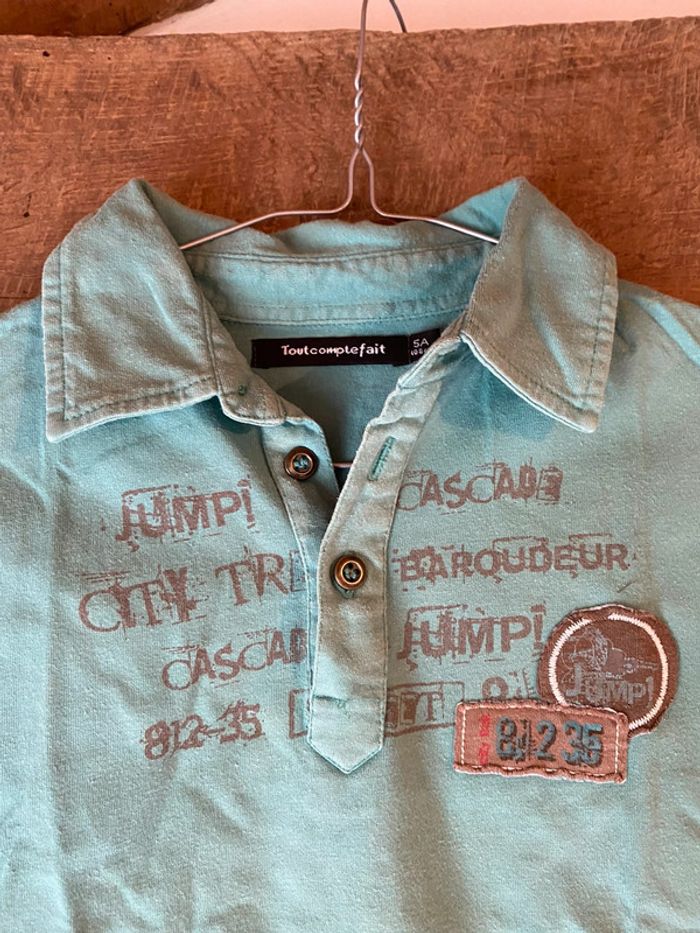 Toutcomptefait
5A
JUMP!
CASCADE
CITY TR
BAROUDEUR
CASCAD
JUMP!
812-35
JUMP!
812 35